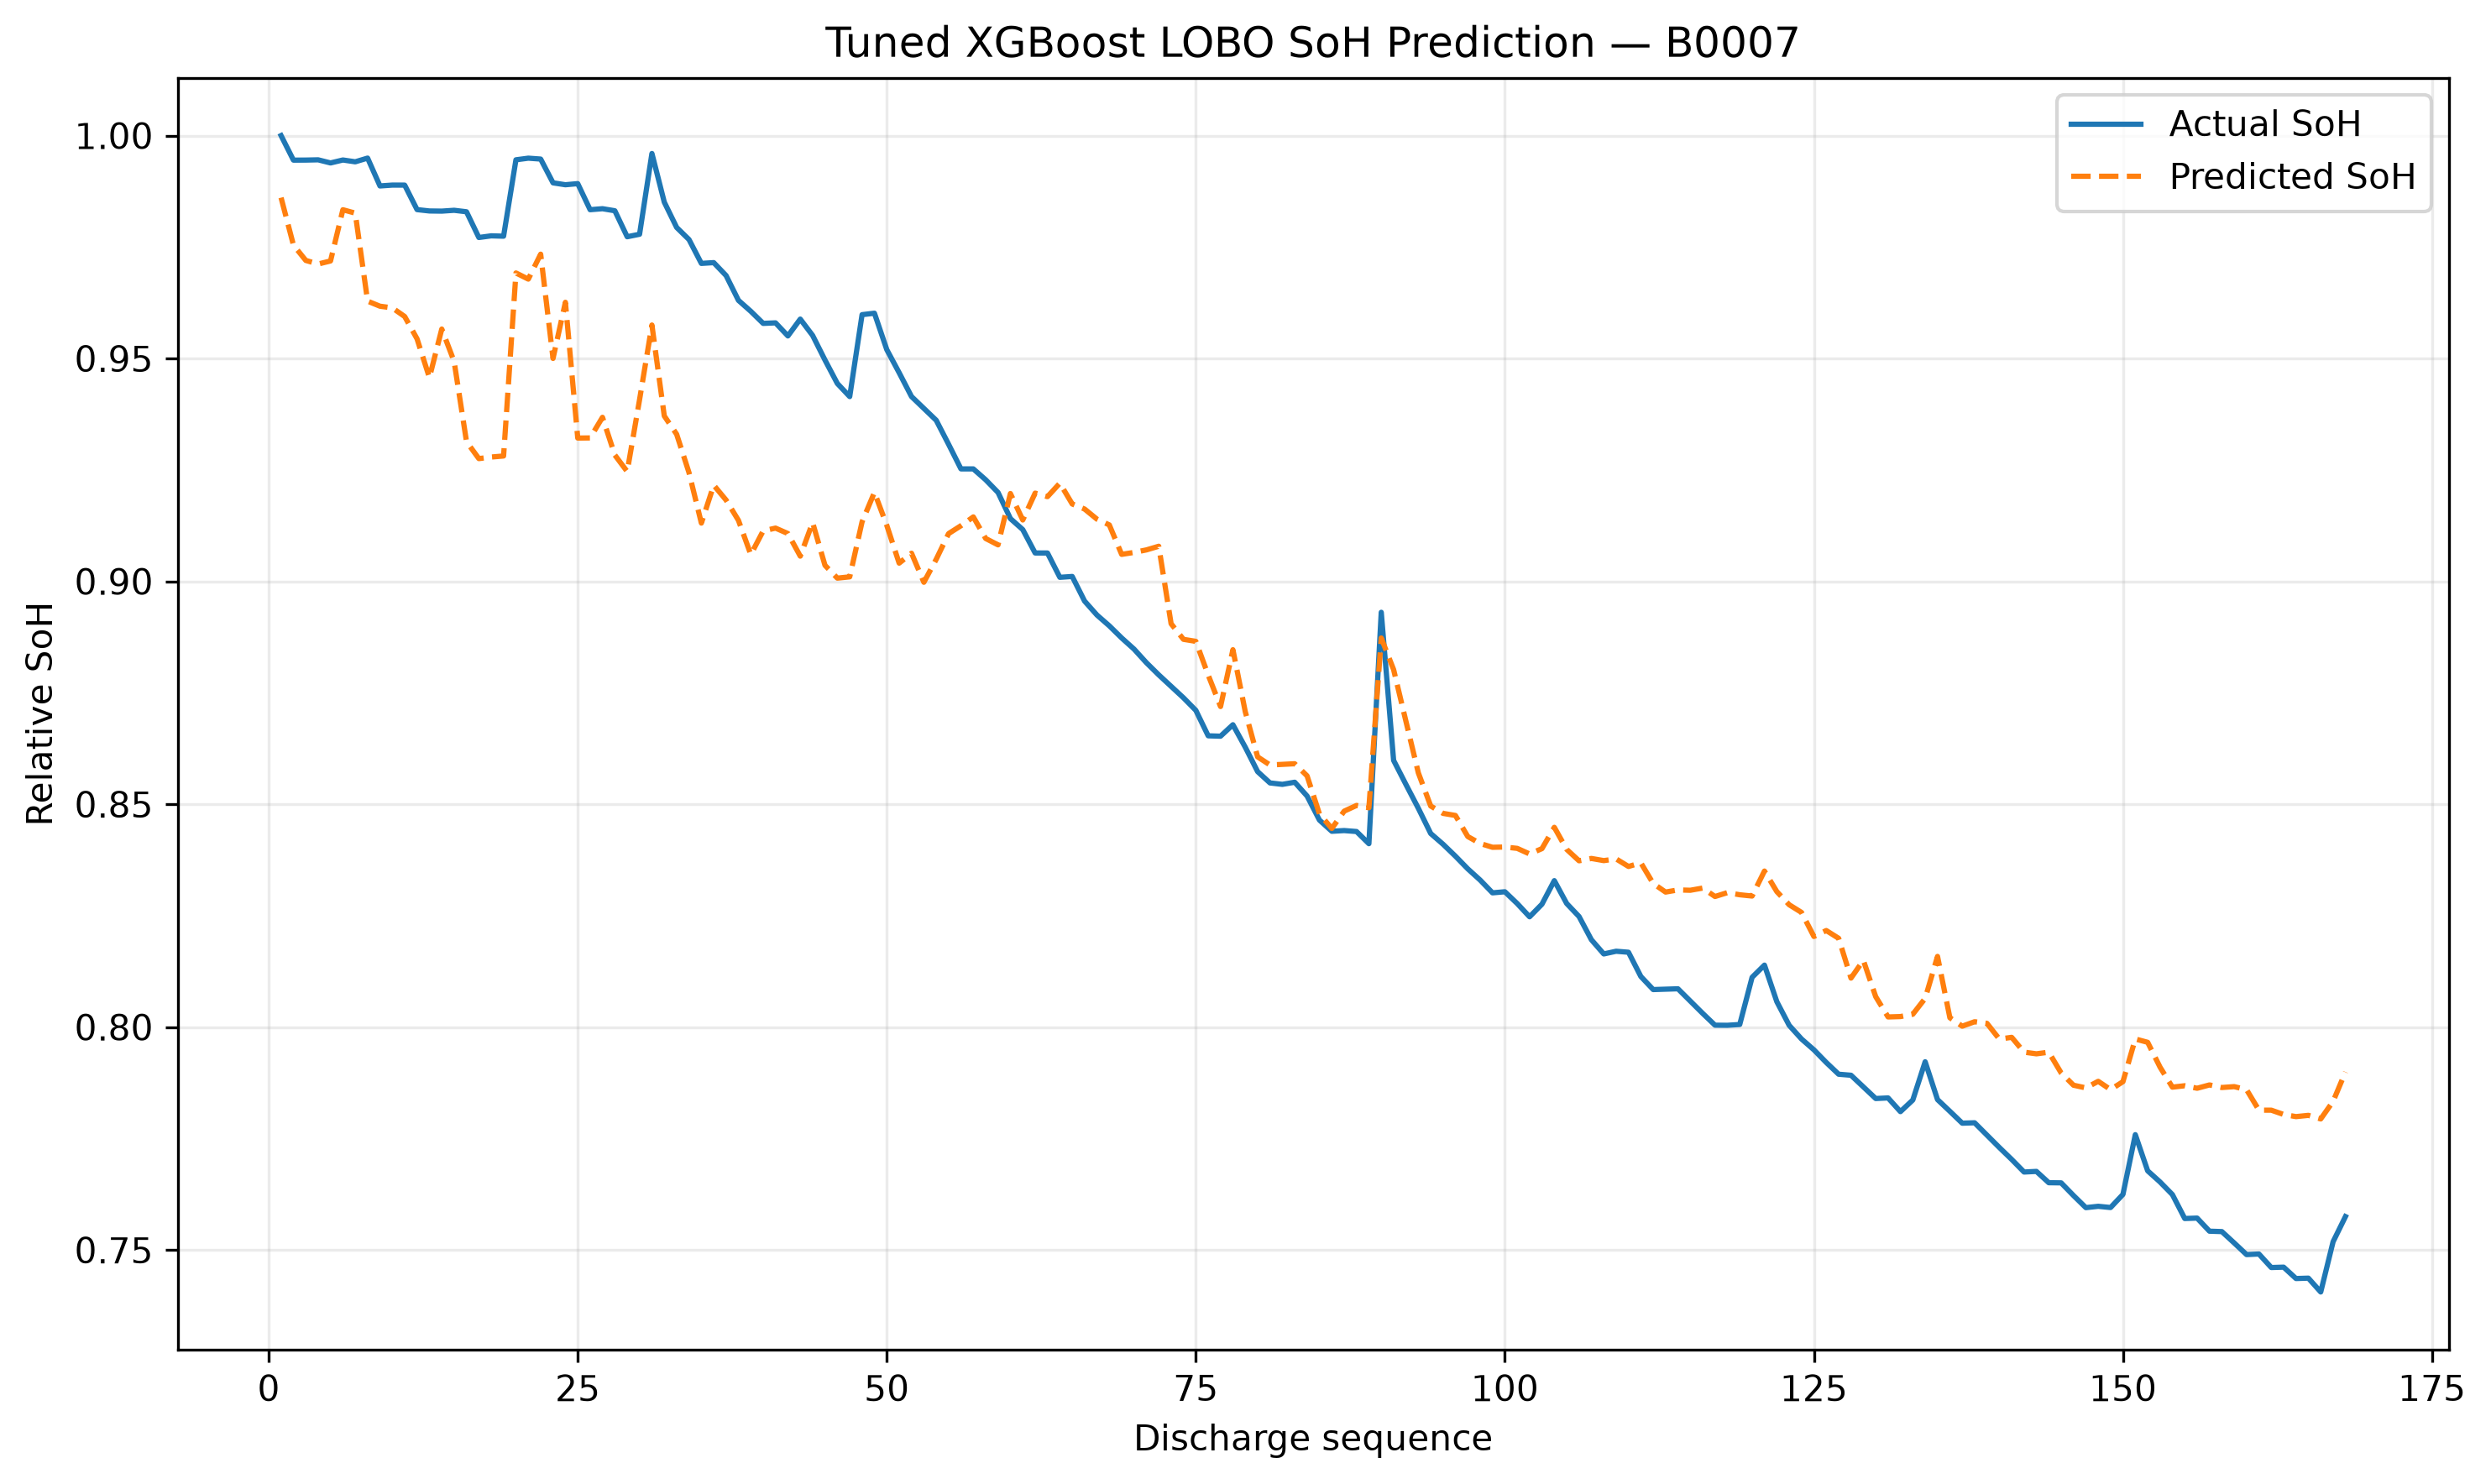 Tuned XGBoost LOBO SoH Prediction — B0007
Actual SoH
Predicted SoH
Relative SoH
1.00
0.95
0.90
0.85
0.80
0.75
0 25 50 75 100 125 150 175
Discharge sequence